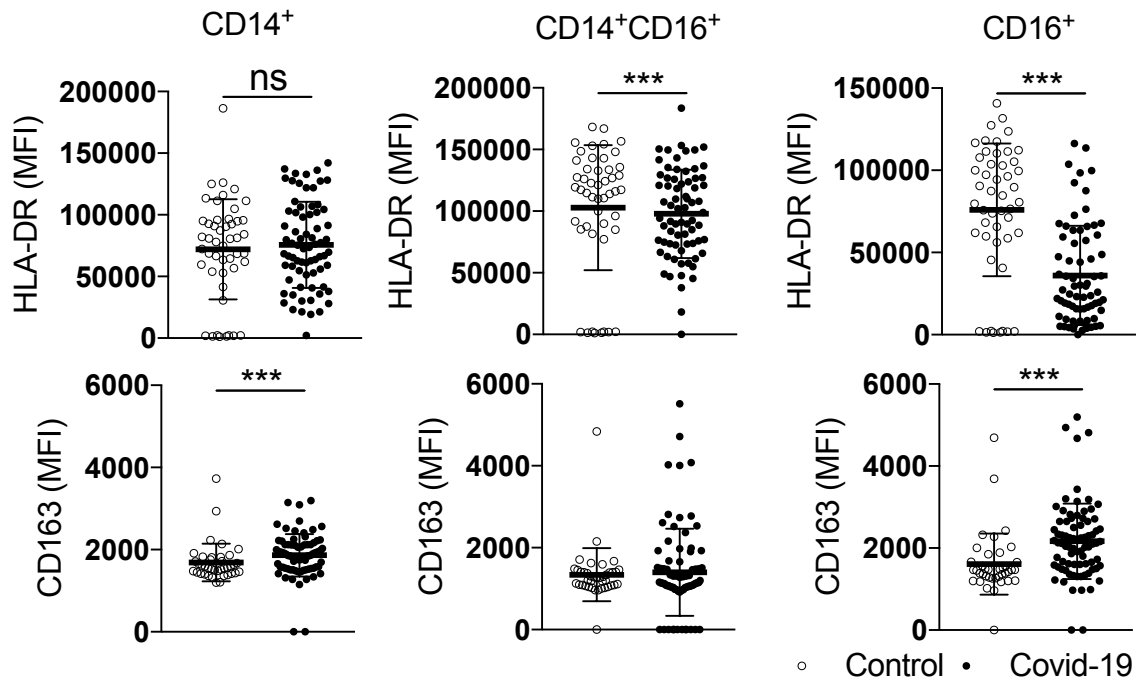 CD14⁺ CD14⁺CD16⁺ CD16⁺
ns *** ***
HLA-DR (MFI) HLA-DR (MFI) HLA-DR (MFI)
200000 200000 150000
150000 150000 100000
100000 100000 50000
50000 50000 0
0 0
*** ***
CD163 (MFI) CD163 (MFI) CD163 (MFI)
6000 6000 6000
4000 4000 4000
2000 2000 2000
0 0 0
Control Covid-19